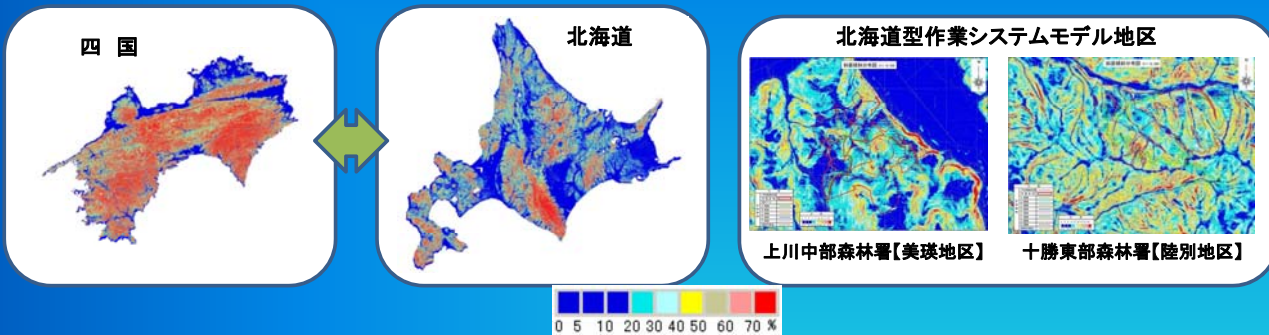 四 国
北海道
北海道型作業システムモデル地区
上川中部森林署【美瑛地区】
十勝東部森林署【陸別地区】
0 5 10 20 30 40 50 60 70 %